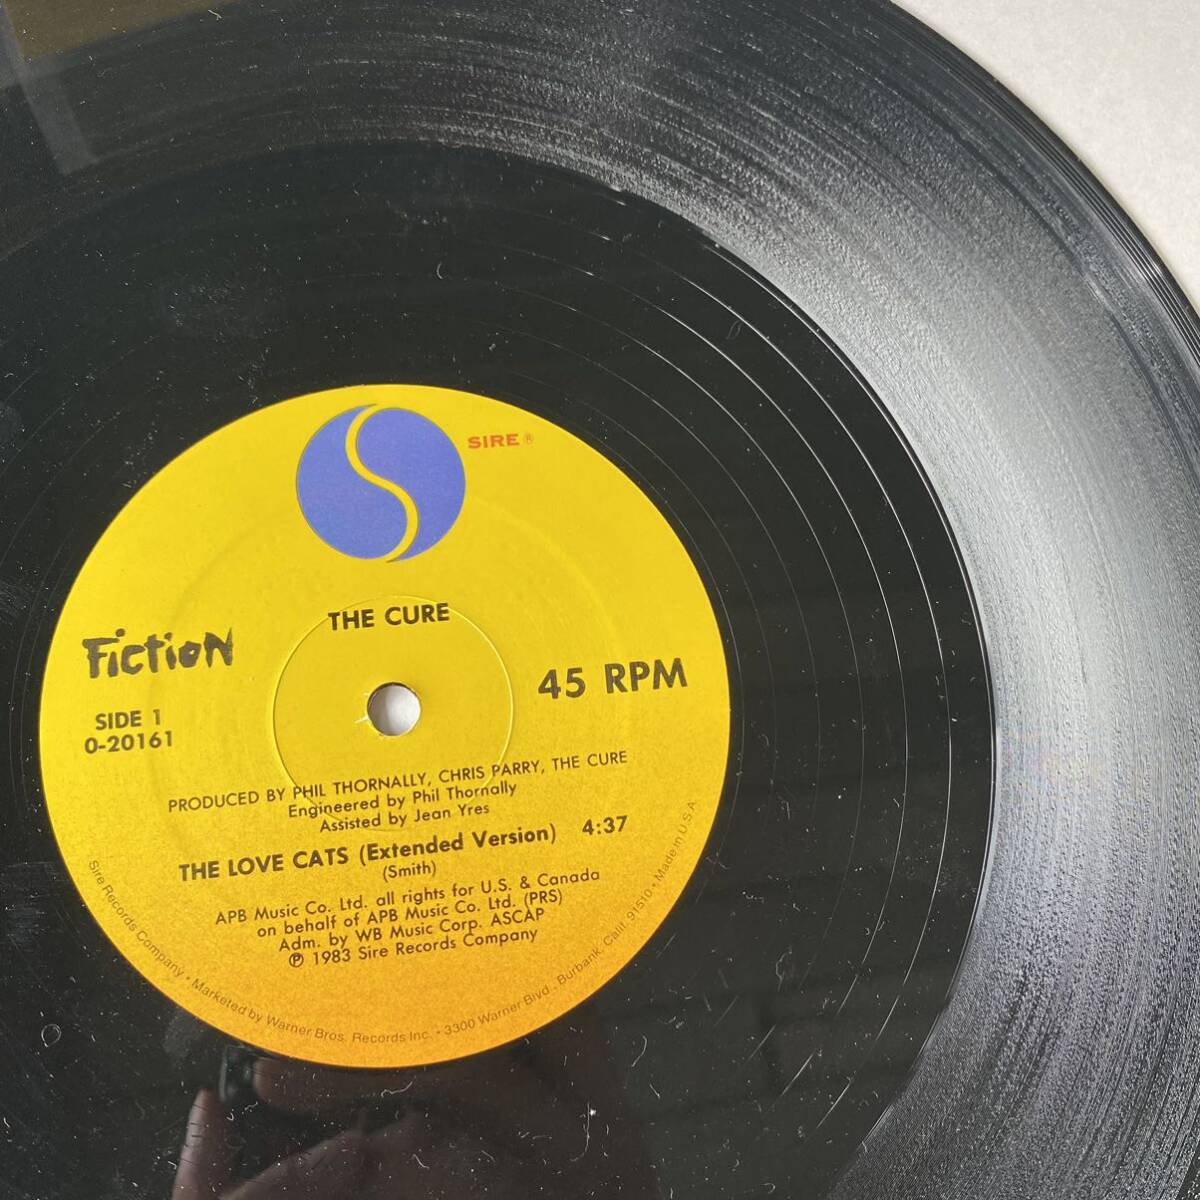 SIRE®
THE CURE
Fiction
45 RPM
SIDE 1
0-20161
PRODUCED BY PHIL THORNALLY, CHRIS PARRY, THE CURE
Engineered by Phil Thornally
Assisted by Jean Yres
THE LOVE CATS (Extended Version) 4:37
(Smith)
APB Music Co. Ltd. all rights for U.S. & Canada
on behalf of APB Music Co. Ltd. (PRS)
Adm. by WB Music Corp. ASCAP
℗ 1983 Sire Records Company
Sire Records Company • Marketed by Warner Bros. Records Inc. • 3300 Warner Blvd., Burbank, Calif. 91510 • Made in U.S.A.